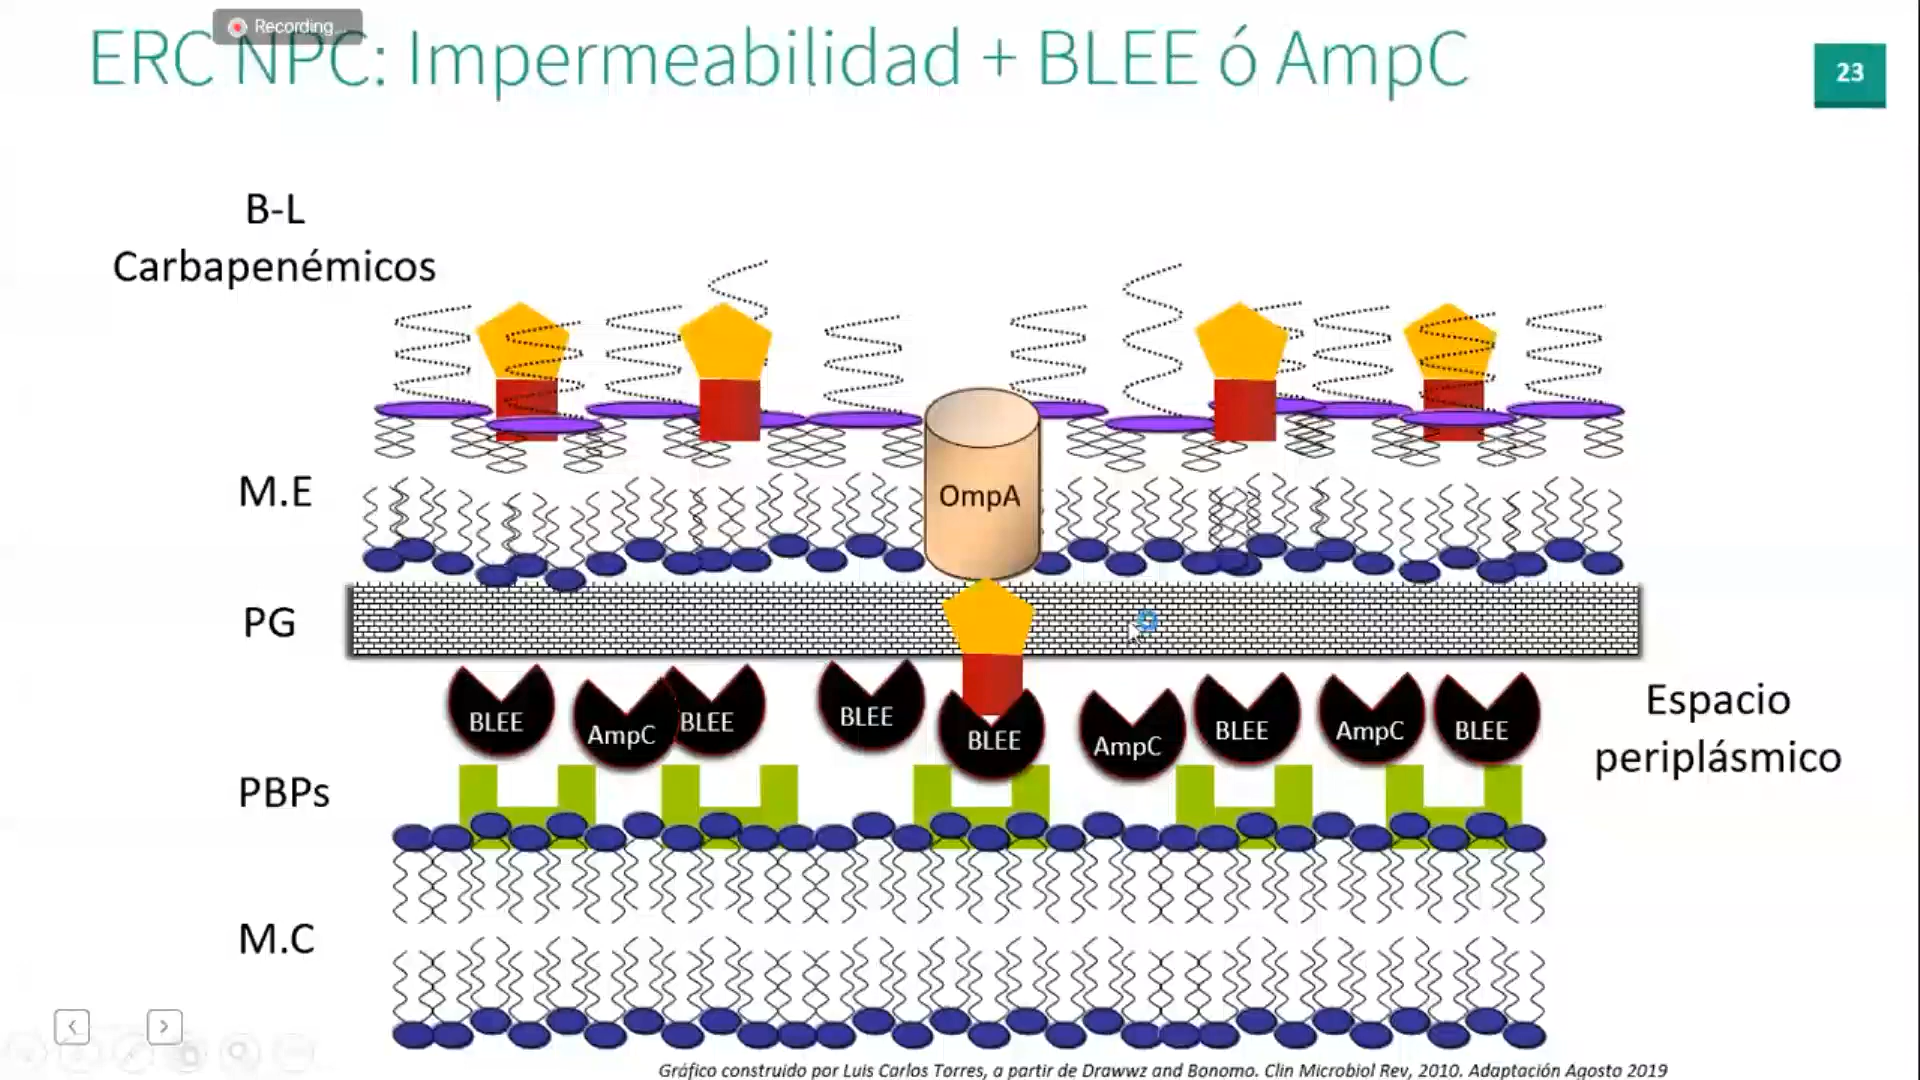 Recording...
ERC NPC: Impermeabilidad + BLEE ó AmpC
23
B-L
Carbapenémicos
M.E
OmpA
PG
BLEE
AmpC
BLEE
BLEE
BLEE
AmpC
BLEE
AmpC
BLEE
Espacio
periplásmico
PBPs
M.C
Gráfico construido por Luis Carlos Torres, a partir de Drawwz and Bonomo. Clin Microbiol Rev, 2010. Adaptación Agosto 2019